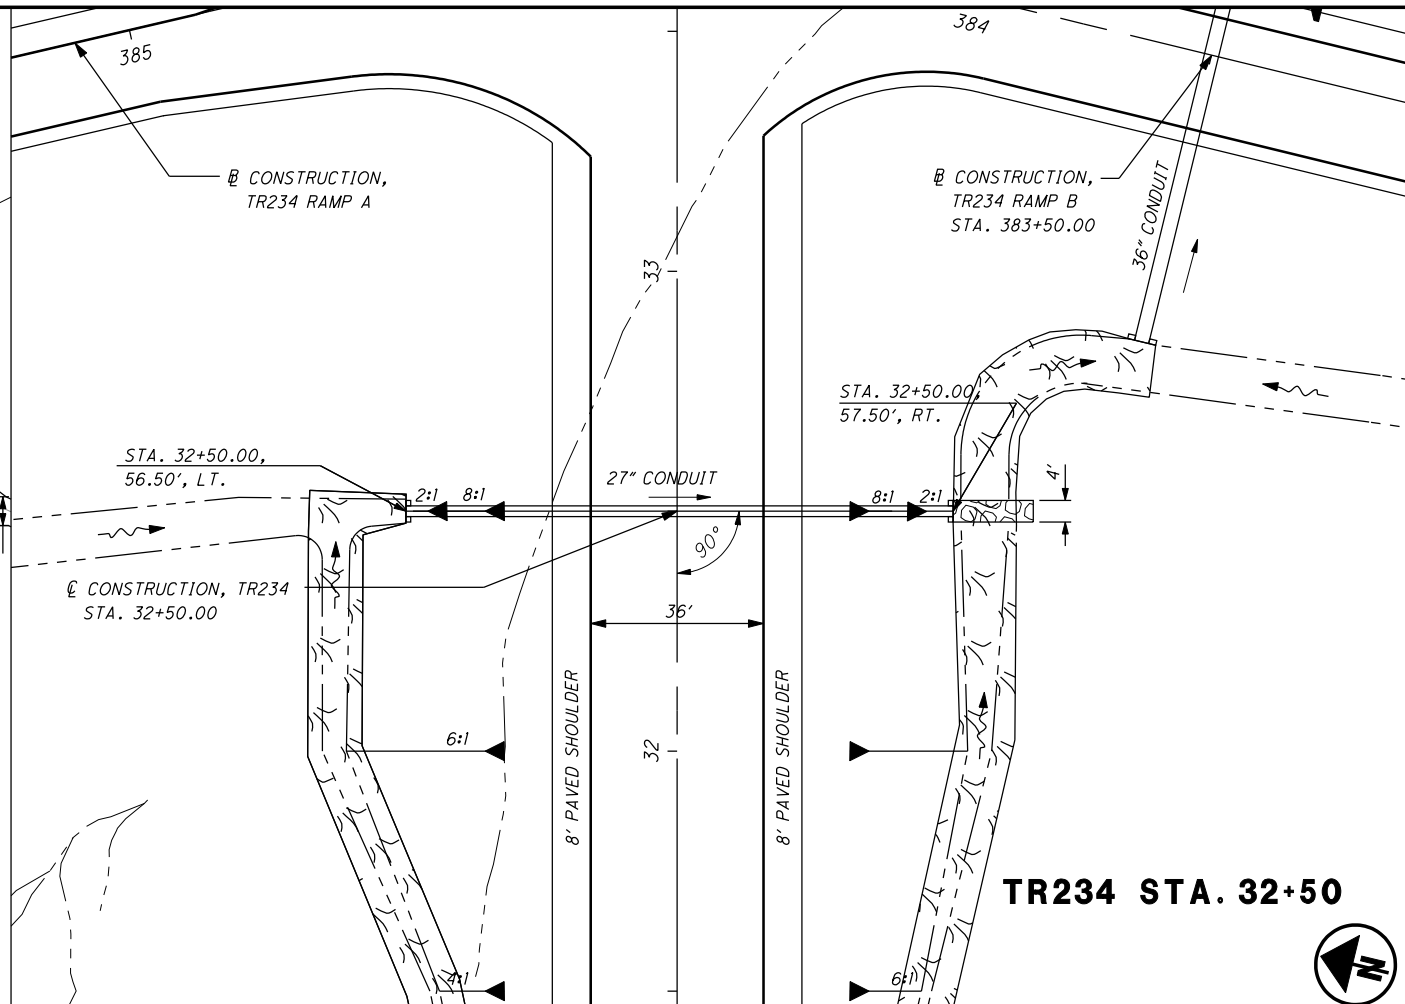 385
384
℄ CONSTRUCTION,
TR234 RAMP A
℄ CONSTRUCTION,
TR234 RAMP B
STA. 383+50.00
36" CONDUIT
33
STA. 32+50.00,
57.50', RT.
STA. 32+50.00,
56.50', LT.
2:1
8:1
27" CONDUIT
8:1
2:1
4'
90°
℄ CONSTRUCTION, TR234
STA. 32+50.00
36'
8' PAVED SHOULDER
8' PAVED SHOULDER
6:1
32
TR234 STA. 32+50
4:1
6:1
N